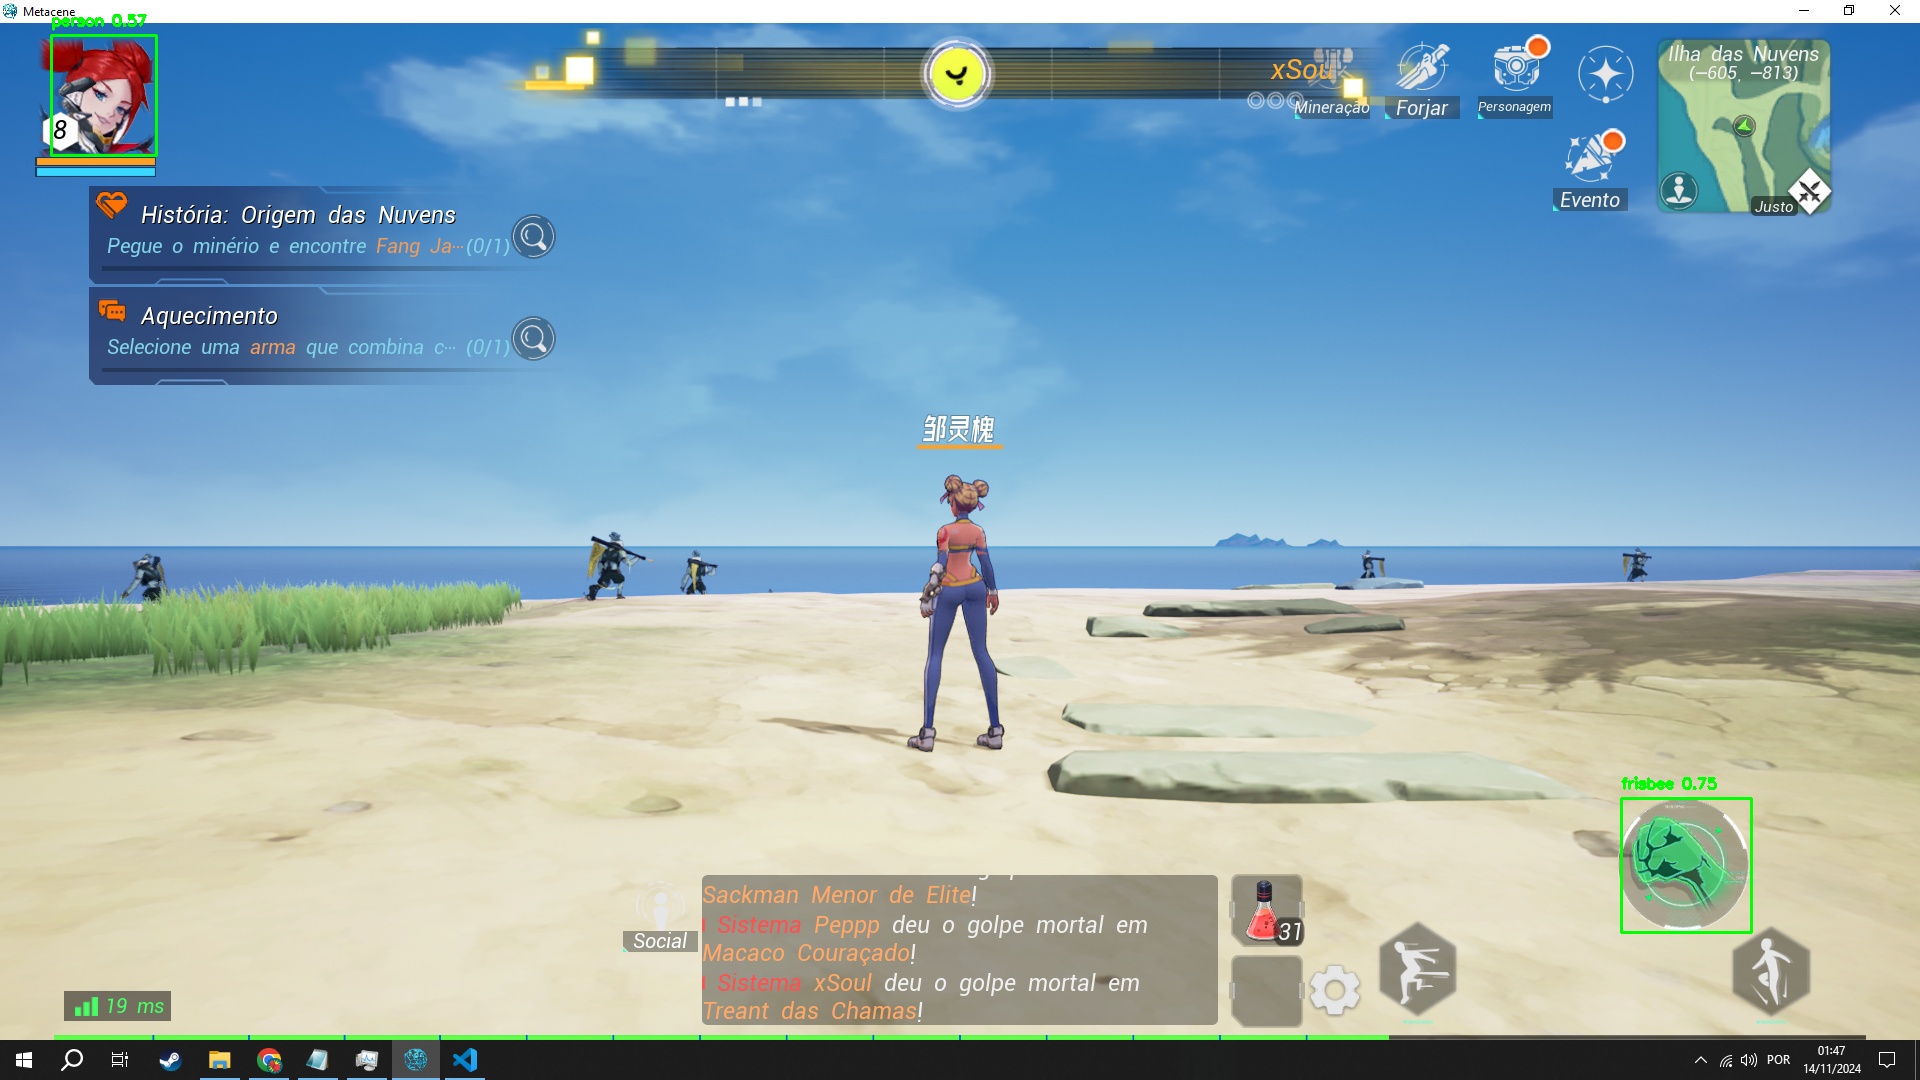 Metacene
person 0.57
8
xSoul
Mineração
Forjar
Personagem
Evento
Ilha das Nuvens
(-605, -813)
Justo
História: Origem das Nuvens
Pegue o minério e encontre Fang Ja···(0/1)
Aquecimento
Selecione uma arma que combina c··· (0/1)
邹灵槐
frisbee 0.75
Sackman Menor de Elite!
Sistema Peppp deu o golpe mortal em
Macaco Couraçado!
Sistema xSoul deu o golpe mortal em
Treant das Chamas!
Social
31
19 ms
POR
01:47
14/11/2024